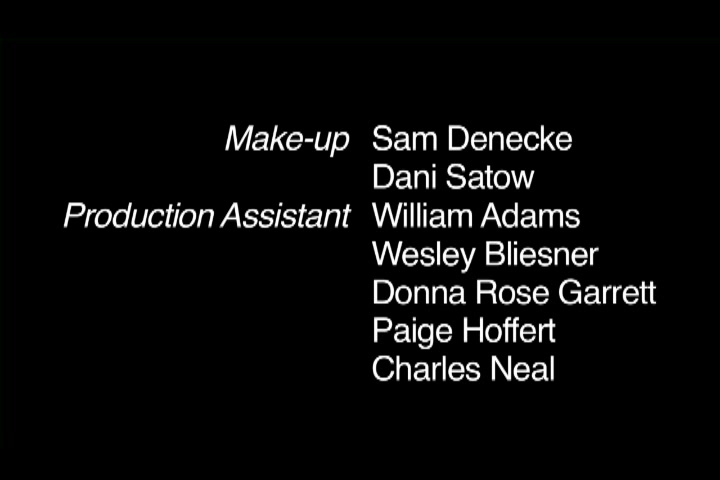 Make-up Sam Denecke
Dani Satow
Production Assistant William Adams
Wesley Bliesner
Donna Rose Garrett
Paige Hoffert
Charles Neal